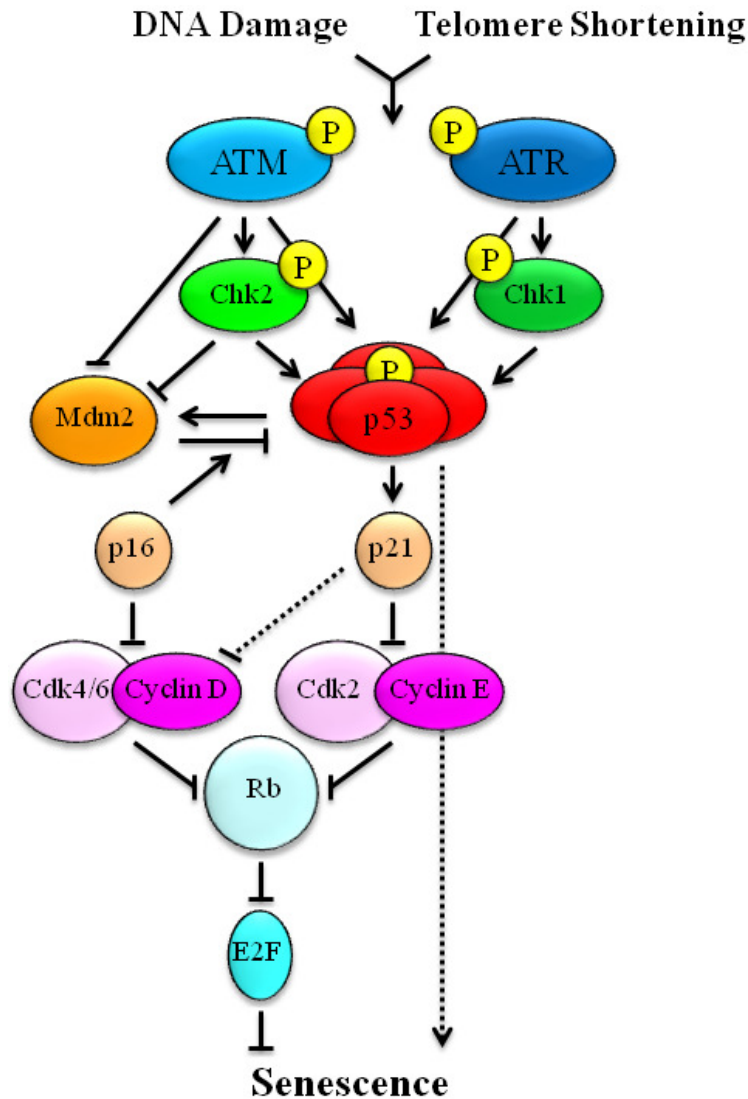 DNA Damage Telomere Shortening
P P
ATM ATR
P P
Chk2 Chk1
P
Mdm2 p53
p16 p21
Cdk4/6 Cyclin D Cdk2 Cyclin E
Rb
E2F
Senescence